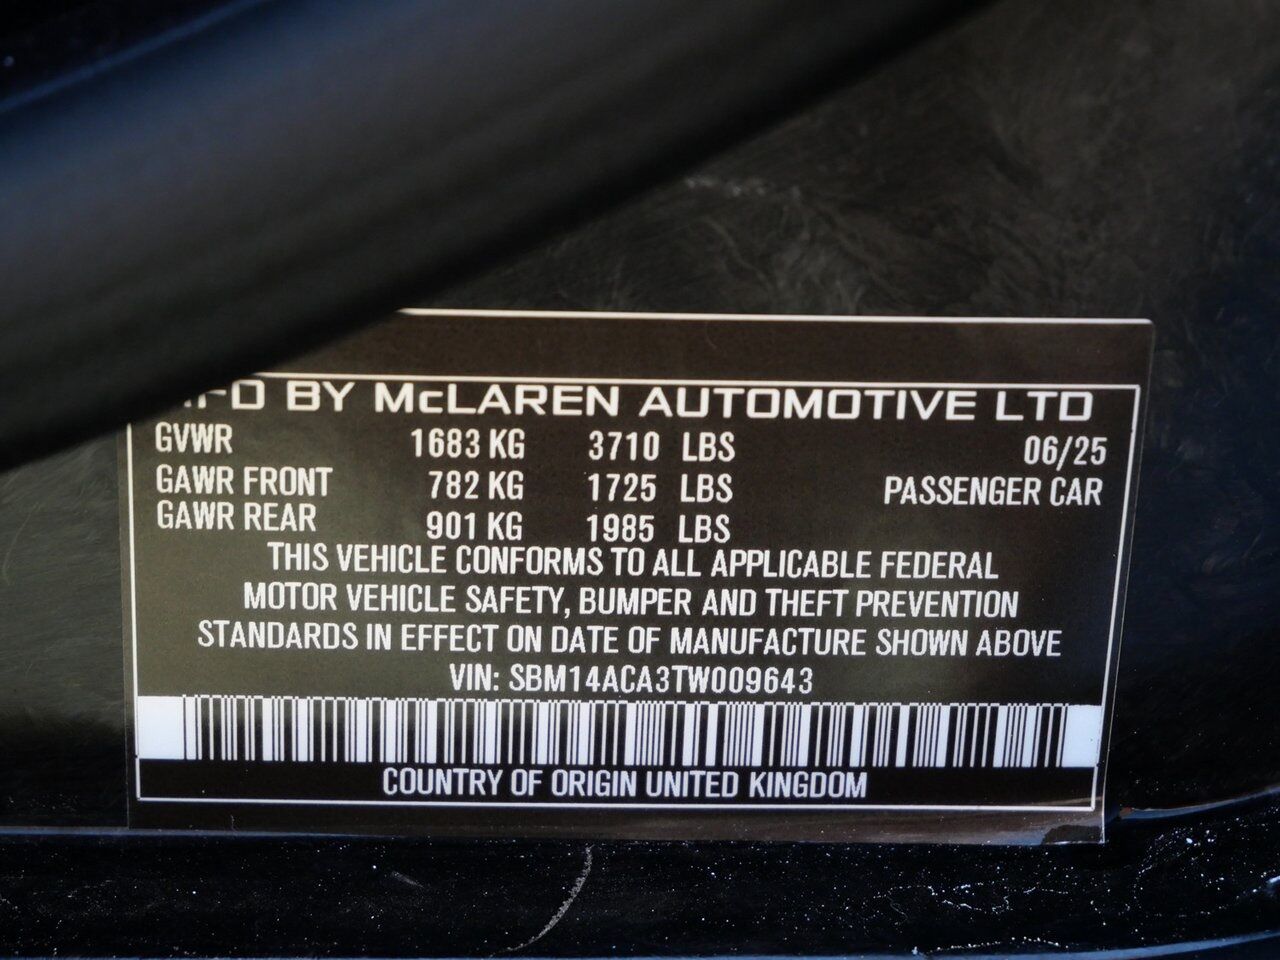 MFD BY McLAREN AUTOMOTIVE LTD
GVWR 1683 KG 3710 LBS 06/25
GAWR FRONT 782 KG 1725 LBS PASSENGER CAR
GAWR REAR 901 KG 1985 LBS
THIS VEHICLE CONFORMS TO ALL APPLICABLE FEDERAL
MOTOR VEHICLE SAFETY, BUMPER AND THEFT PREVENTION
STANDARDS IN EFFECT ON DATE OF MANUFACTURE SHOWN ABOVE
VIN: SBM14ACA3TW009643
COUNTRY OF ORIGIN UNITED KINGDOM